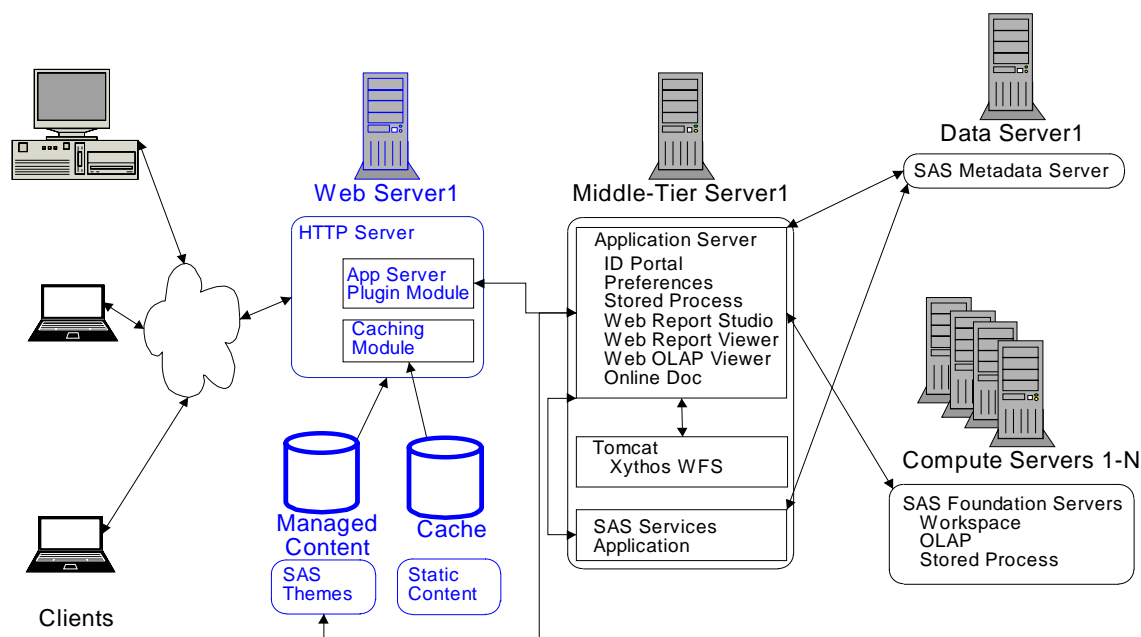 Data Server1
SAS Metadata Server
Web Server1
Middle-Tier Server1
HTTP Server
App Server
Plugin Module
Caching
Module
Application Server
ID Portal
Preferences
Stored Process
Web Report Studio
Web Report Viewer
Web OLAP Viewer
Online Doc
Tomcat
Xythos WFS
SAS Services
Application
Compute Servers 1-N
SAS Foundation Servers
Workspace
OLAP
Stored Process
Managed
Content
Cache
SAS
Themes
Static
Content
Clients